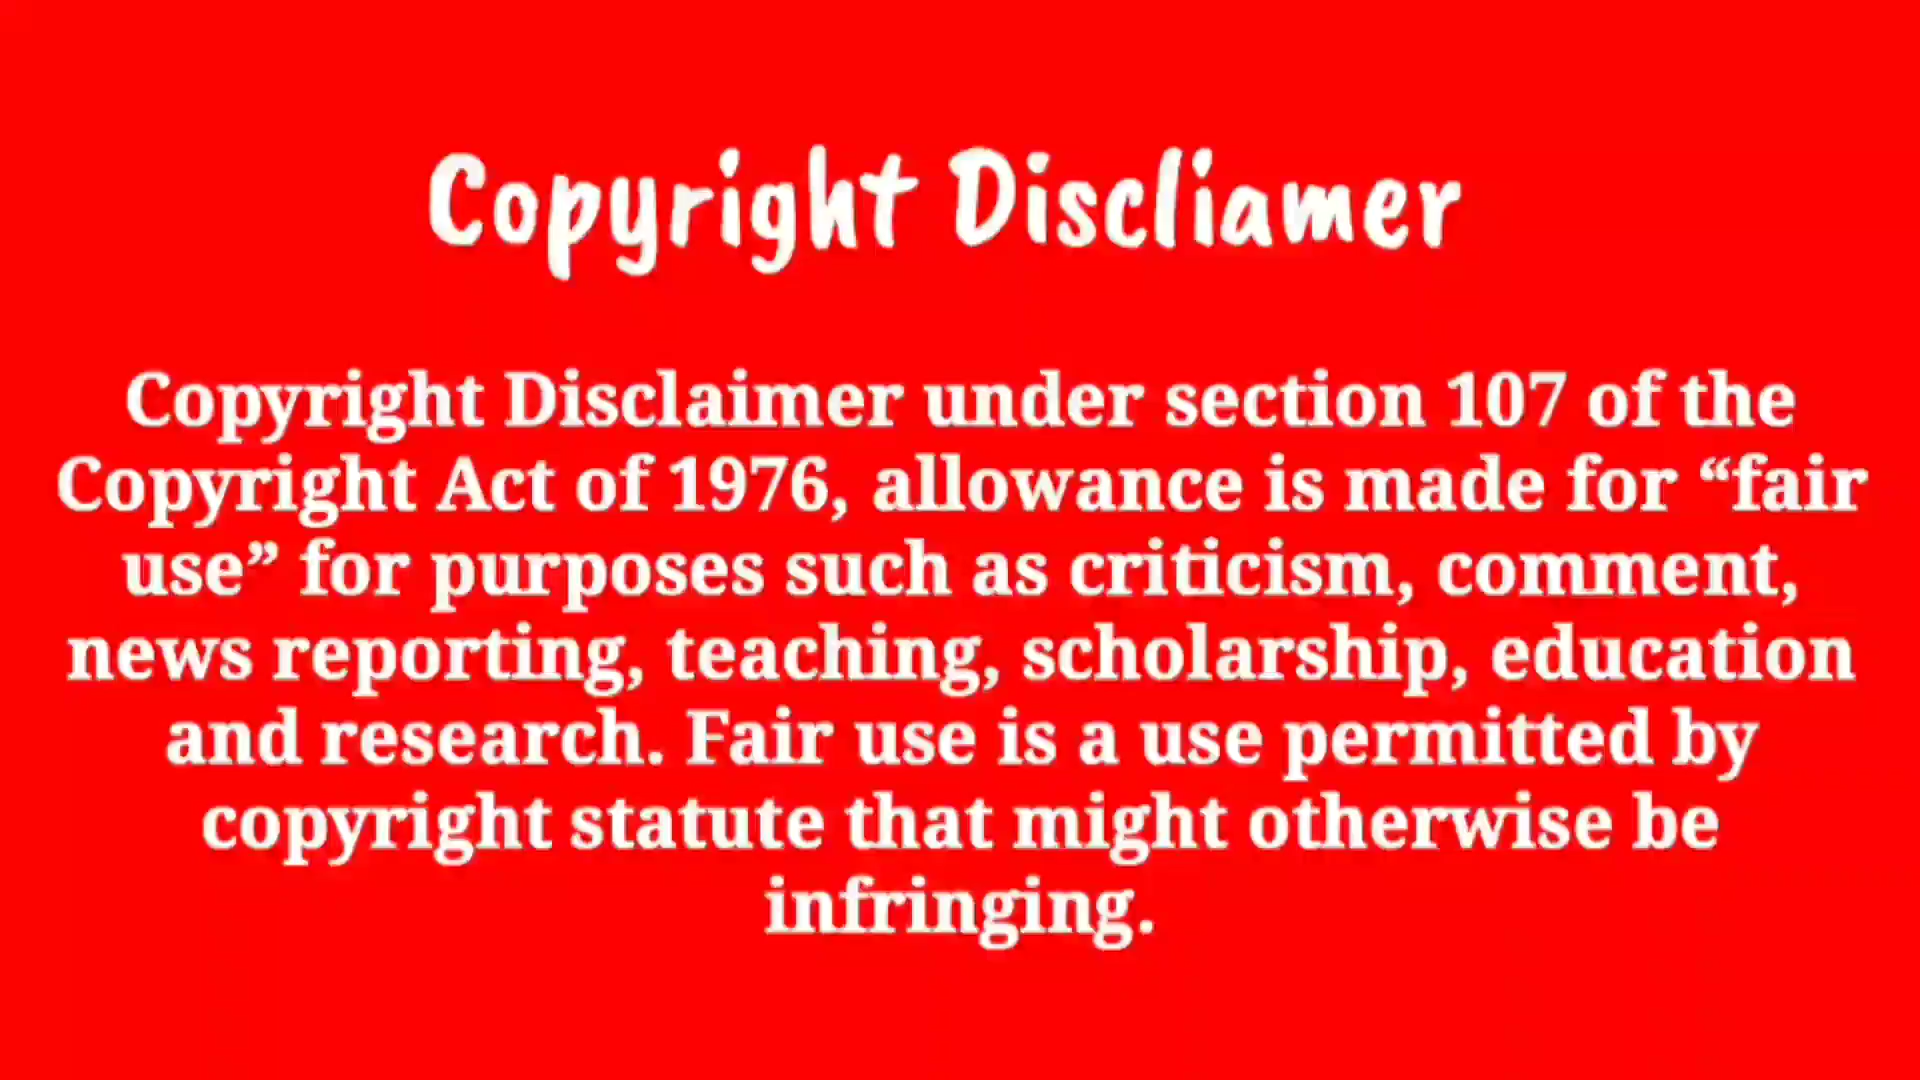 Copyright Discliamer
Copyright Disclaimer under section 107 of the
Copyright Act of 1976, allowance is made for “fair
use” for purposes such as criticism, comment,
news reporting, teaching, scholarship, education
and research. Fair use is a use permitted by
copyright statute that might otherwise be
infringing.